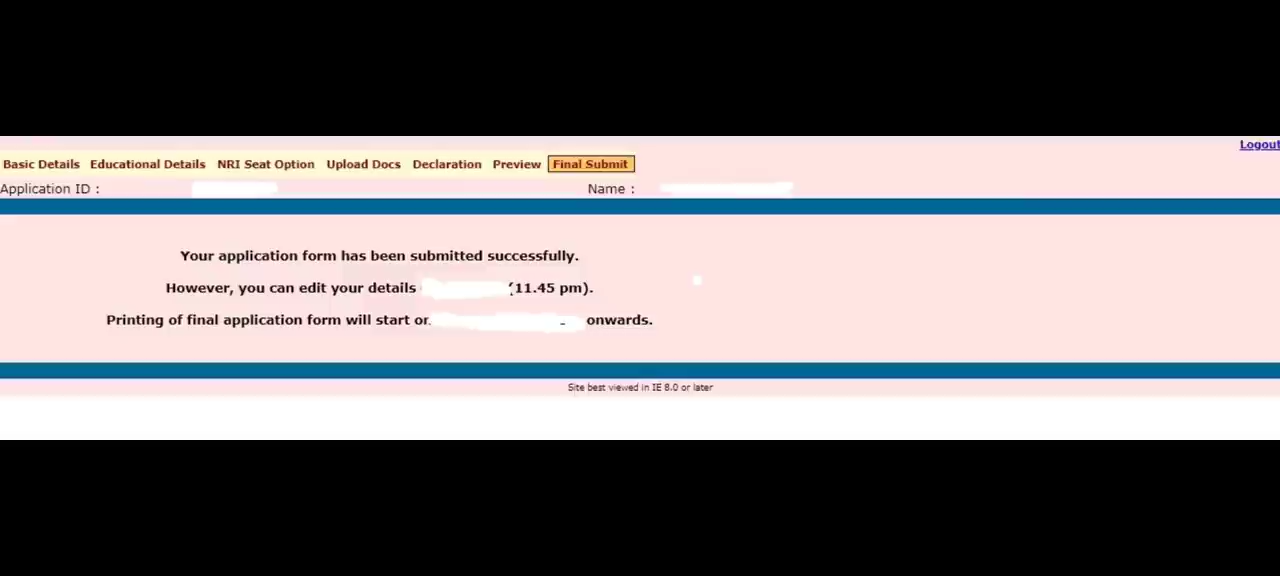 Logout
Basic Details Educational Details NRI Seat Option Upload Docs Declaration Preview Final Submit
Application ID : Name :
Your application form has been submitted successfully.
However, you can edit your details (11.45 pm).
Printing of final application form will start on onwards.
Site best viewed in IE 8.0 or later